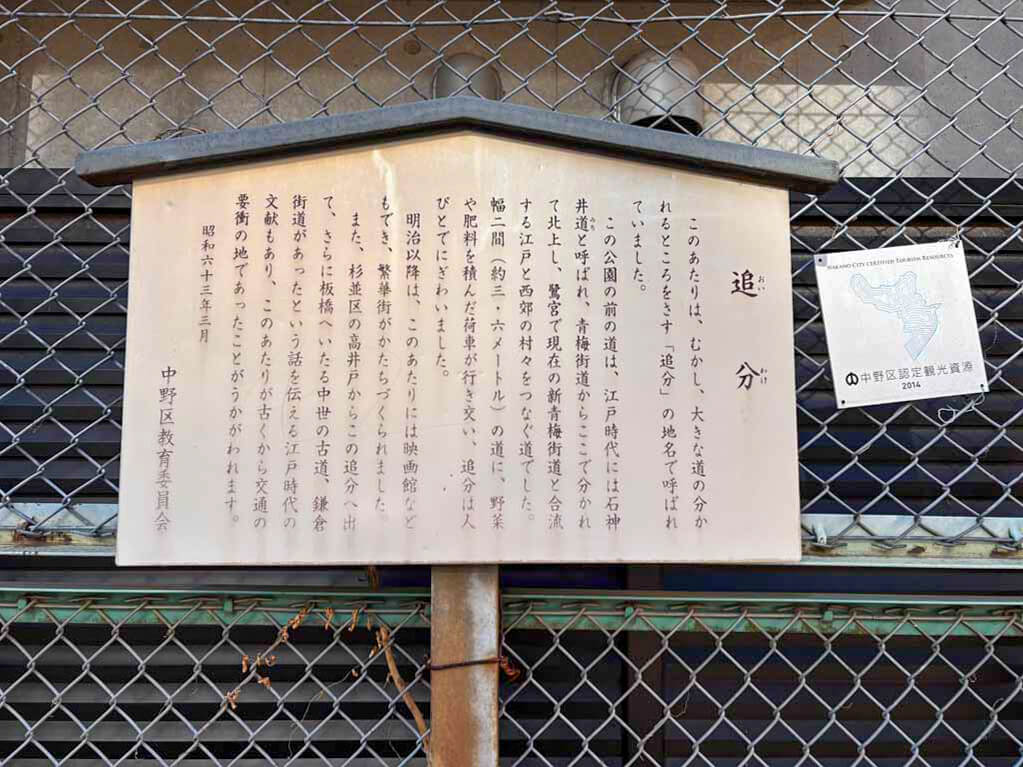 追分
おいわけ
このあたりは、むかし、大きな道の分か
れるところをさす「追分」の地名で呼ばれ
ていました。
この公園の前の道は、江戸時代には石神
井道と呼ばれ、青梅街道からここで分かれ
みち
て北上し、鷺宮で現在の新青梅街道と合流
する江戸と西郊の村々をつなぐ道でした。
幅二間（約三・六メートル）の道に、野菜
や肥料を積んだ荷車が行き交い、追分は人
びとでにぎわいました。
明治以降は、このあたりには映画館など
もでき、繁華街がかたちづくられました。
また、杉並区の高井戸からこの追分へ出
て、さらに板橋へいたる中世の古道、鎌倉
街道があったという話を伝える江戸時代の
文献もあり、このあたりが古くから交通の
要衝の地であったことがうかがわれます。
昭和六十三年三月
中野区教育委員会
NAKANO CITY CERTIFIED TOURISM RESOURCES
中野区認定観光資源
2014